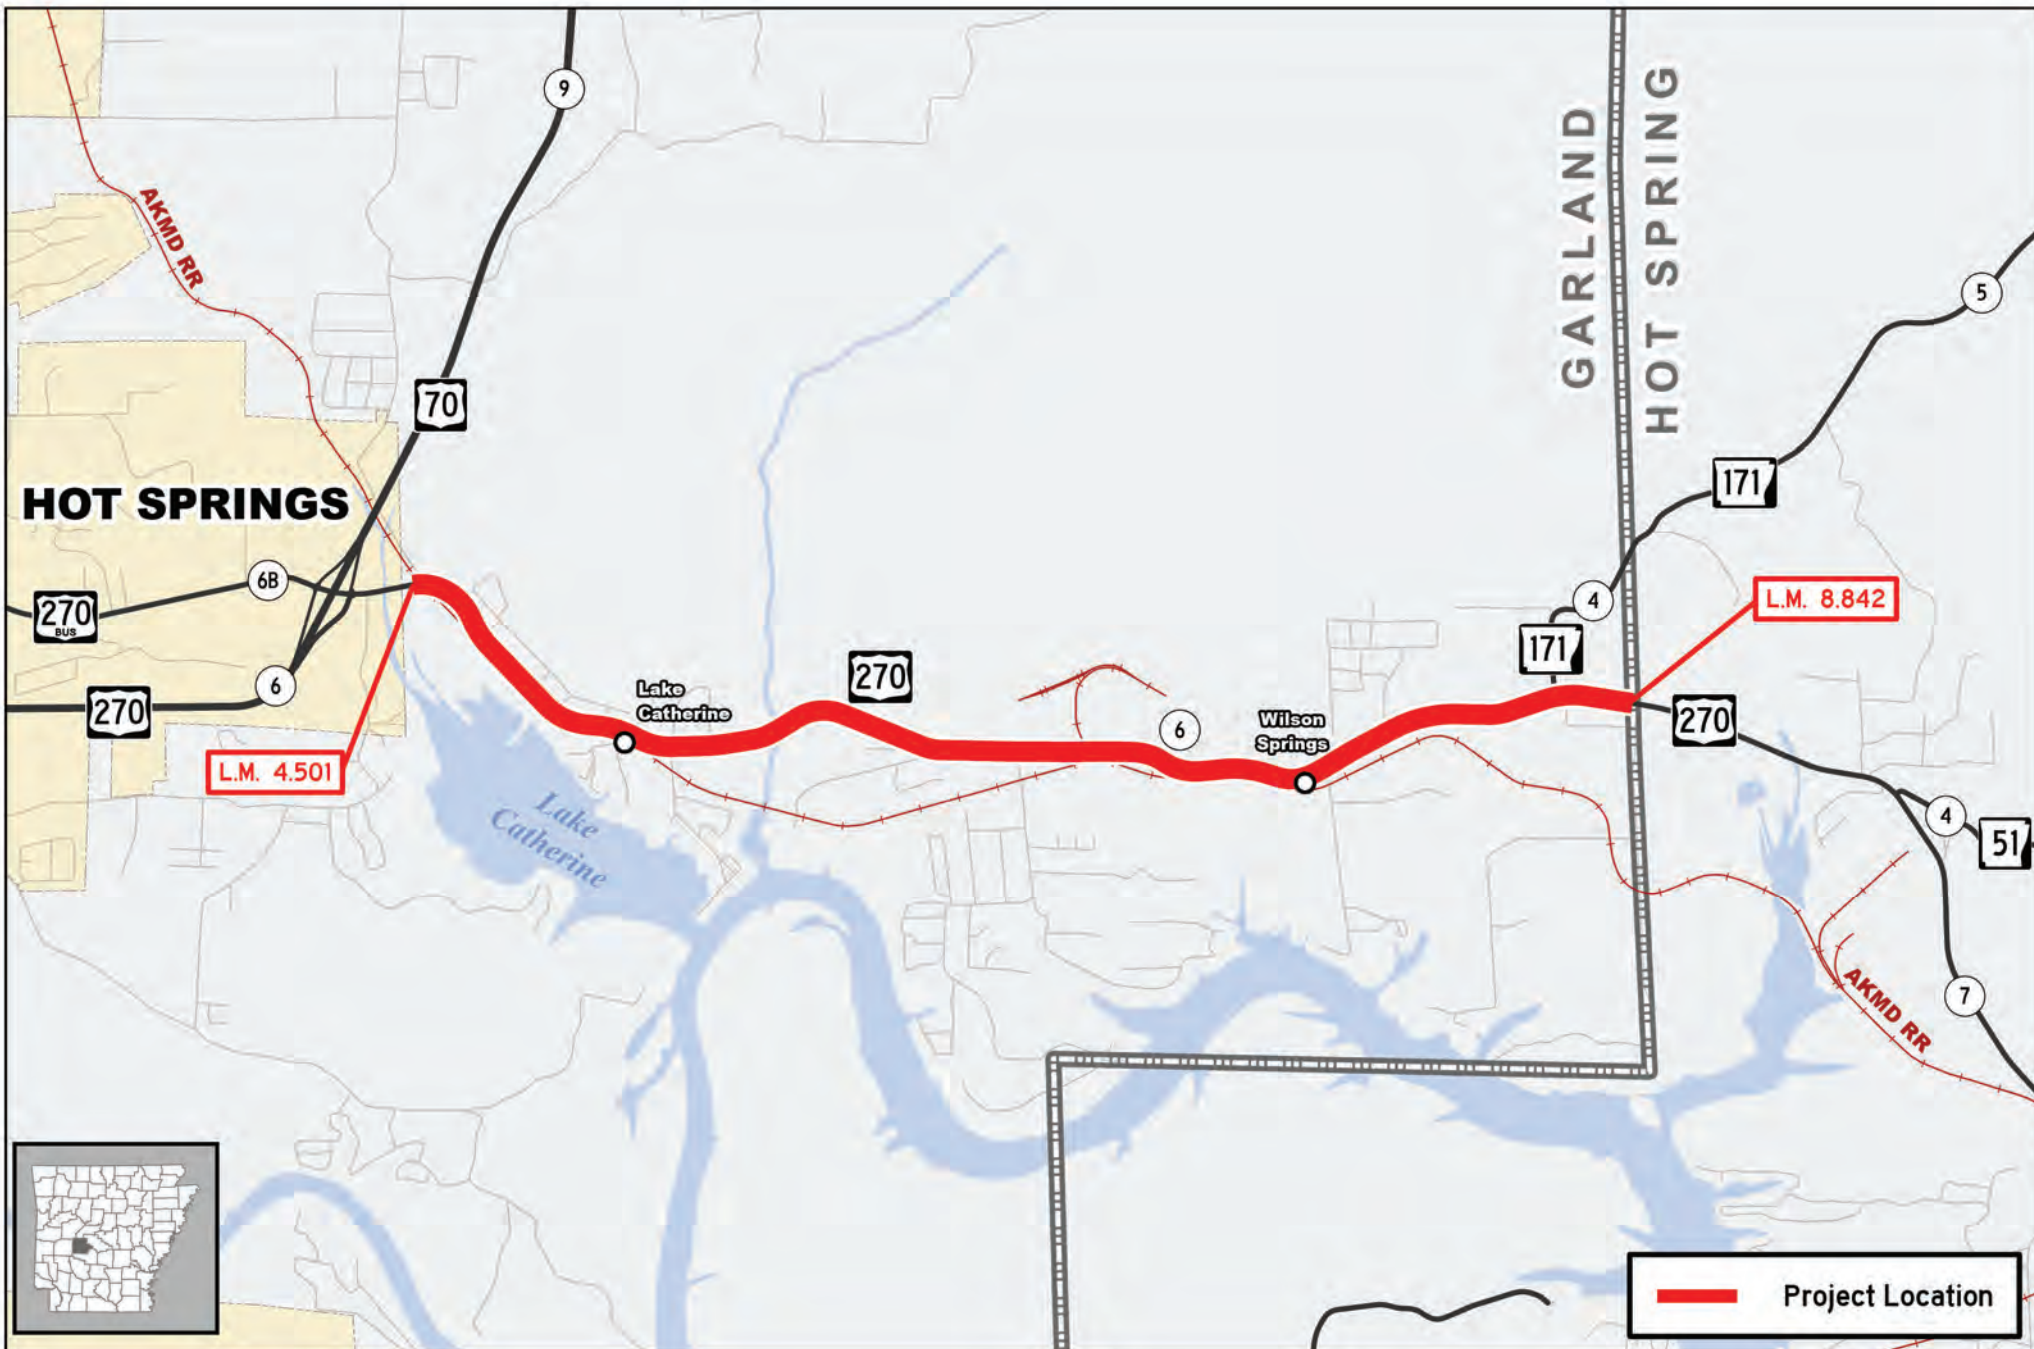 9
AKMD RR
GARLAND
HOT SPRING
5
70
171
HOT SPRINGS
6B
270
BUS
4
L.M. 8.842
171
6
270
270
Lake
Catherine
270
6
Wilson
Springs
270
L.M. 4.501
Lake
Catherine
4
51
7
AKMD RR
Project Location